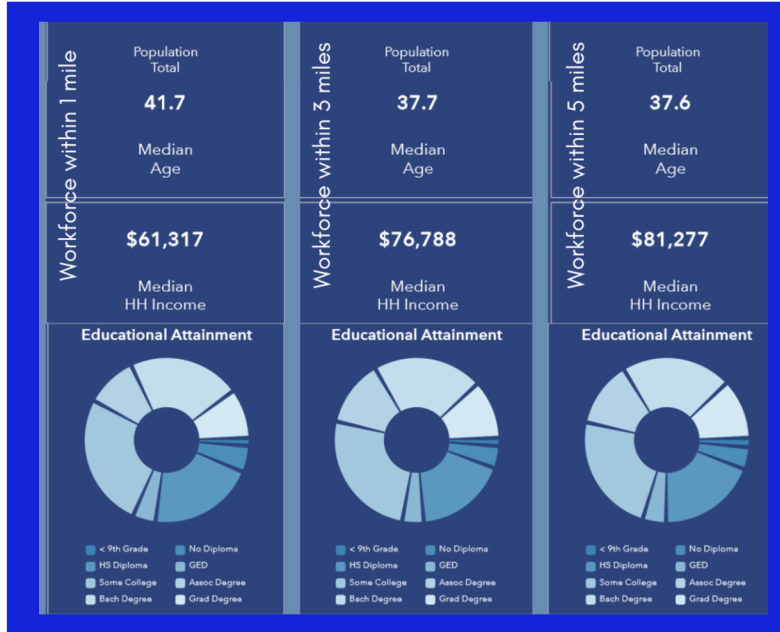 Workforce within 1 mile
Population
Total
41.7
Median
Age
$61,317
Median
HH Income
Educational Attainment
< 9th Grade
No Diploma
HS Diploma
GED
Some College
Assoc Degree
Bach Degree
Grad Degree
Workforce within 3 miles
Population
Total
37.7
Median
Age
$76,788
Median
HH Income
Educational Attainment
< 9th Grade
No Diploma
HS Diploma
GED
Some College
Assoc Degree
Bach Degree
Grad Degree
Workforce within 5 miles
Population
Total
37.6
Median
Age
$81,277
Median
HH Income
Educational Attainment
< 9th Grade
No Diploma
HS Diploma
GED
Some College
Assoc Degree
Bach Degree
Grad Degree